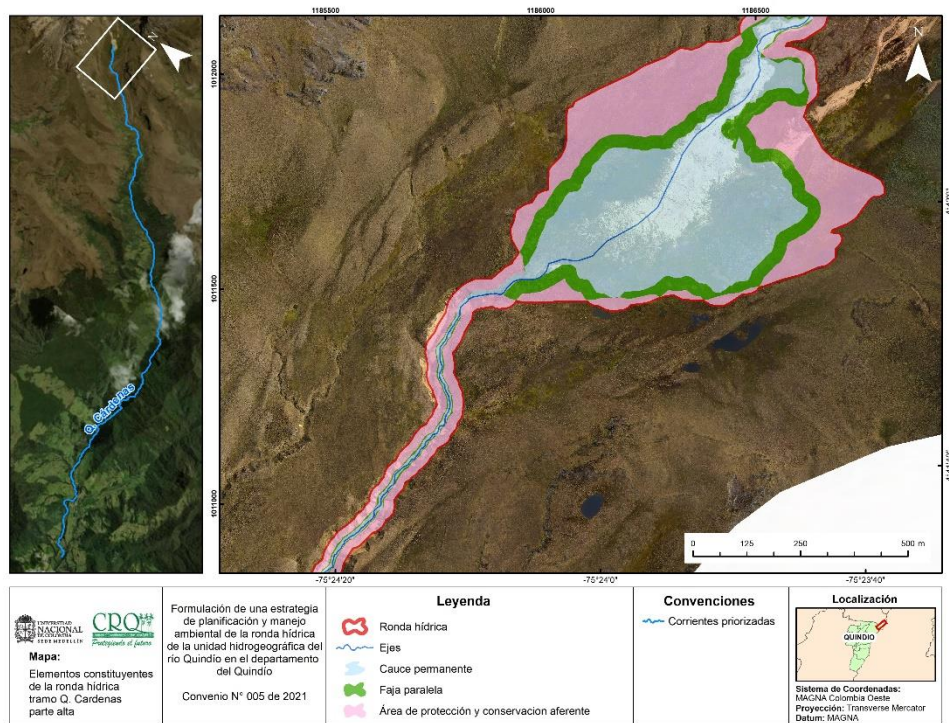 1185500
1186000
1186500
N
N
1012000
1011500
1011000
Q. Cárdenas
0 125 250 500 m
-75°24'20"
-75°24'0"
-75°23'40"
UNIVERSIDAD
NACIONAL
DE COLOMBIA
SEDE MEDELLÍN
CRQ
Protegiendo el futuro
Mapa:
Elementos constituyentes
de la ronda hídrica
tramo Q. Cardenas
parte alta
Formulación de una estrategia
de planificación y manejo
ambiental de la ronda hídrica
de la unidad hidrogeográfica del
río Quindío en el departamento
del Quindío
Convenio N° 005 de 2021
Leyenda
Ronda hídrica
Ejes
Cauce permanente
Faja paralela
Área de protección y conservacion aferente
Convenciones
Corrientes priorizadas
Localización
QUINDIO
Sistema de Coordenadas:
MAGNA Colombia Oeste
Proyección: Transverse Mercator
Datum: MAGNA